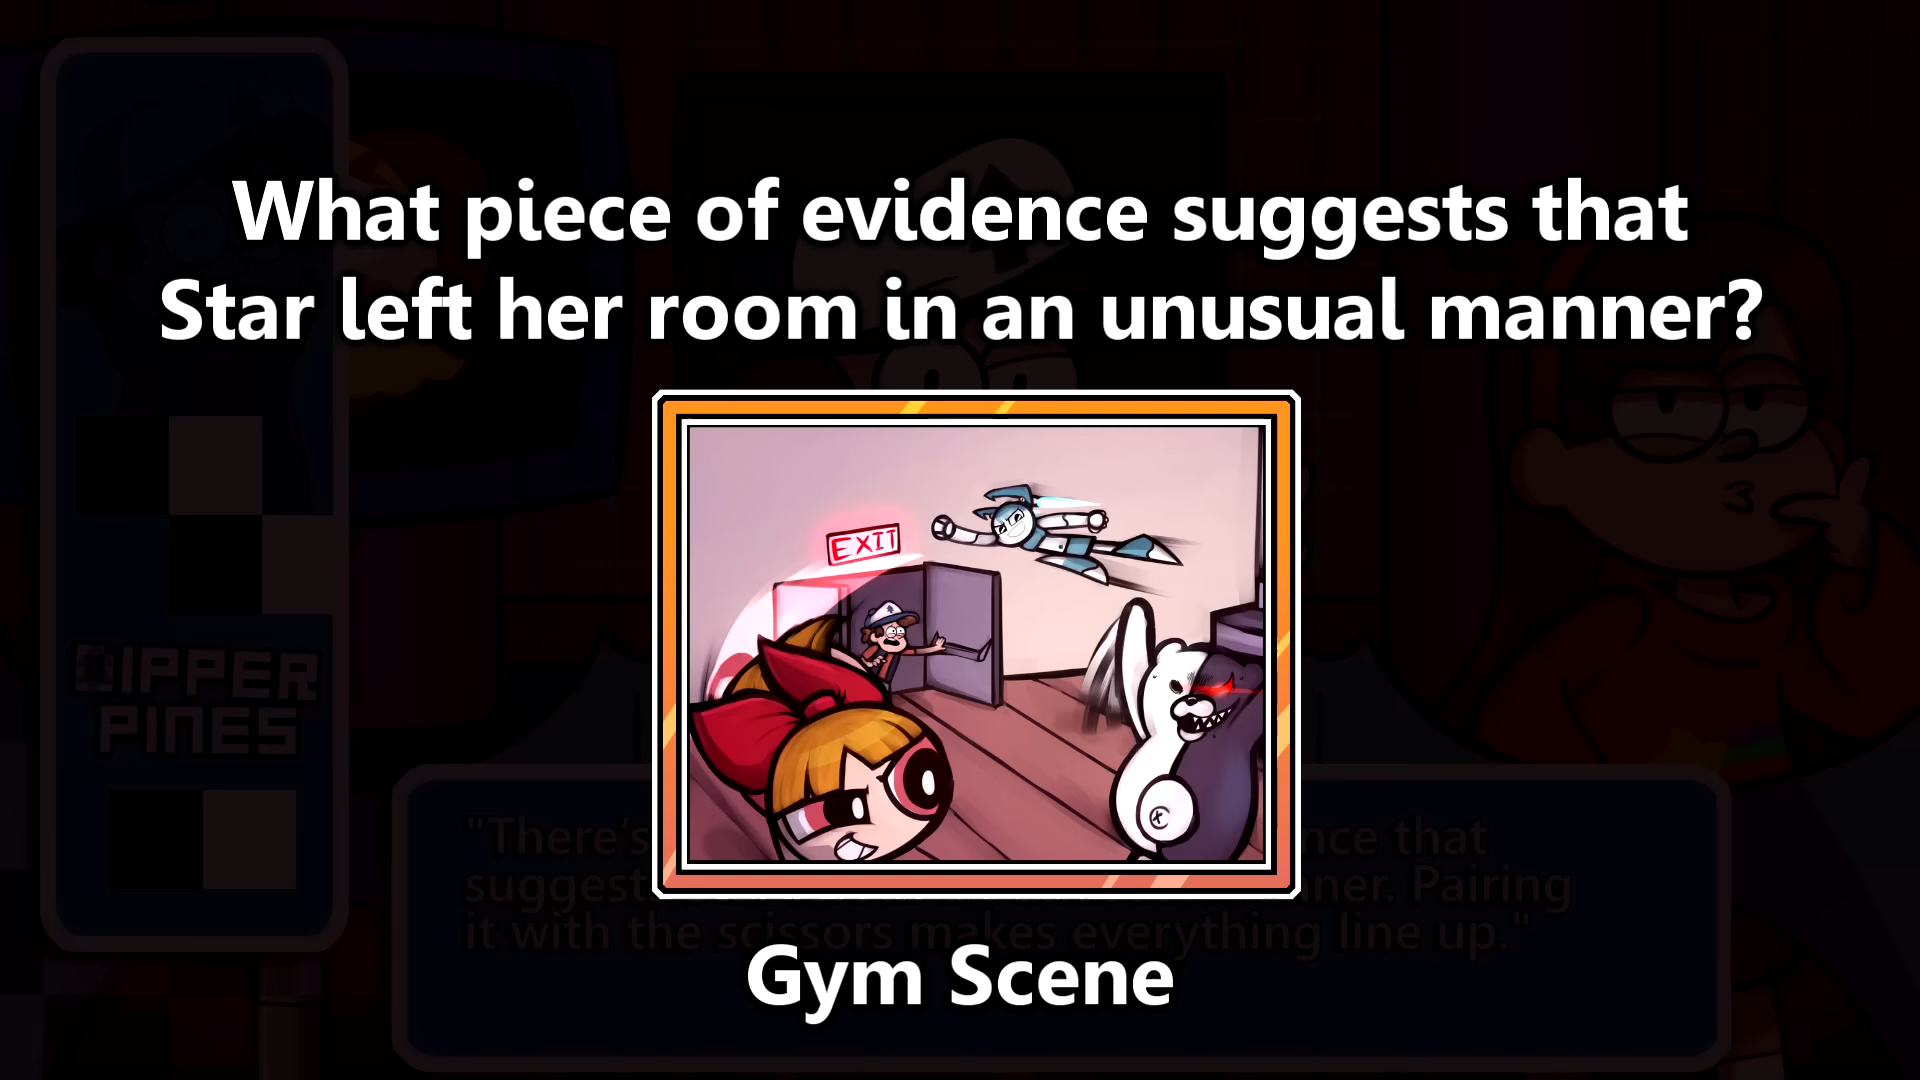 What piece of evidence suggests that
Star left her room in an unusual manner?
EXIT
DIPPER
PINES
"There's
nce that
suggest
nner. Pairing
it with the scissors makes everything line up."
Gym Scene